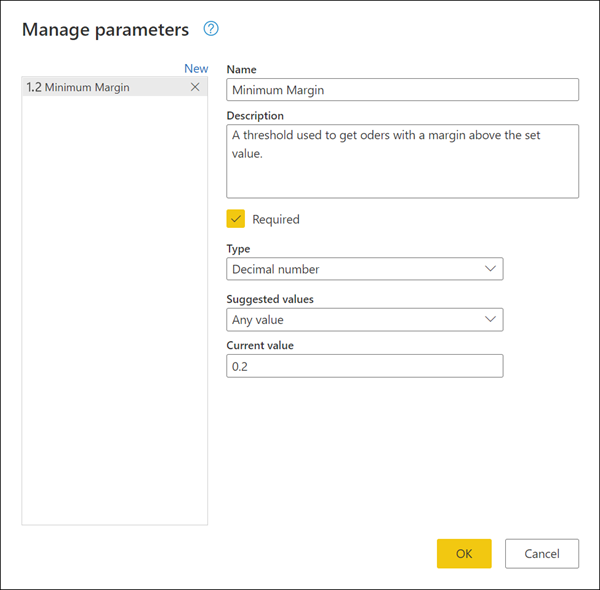 Manage parameters
New
1.2 Minimum Margin
Name
Minimum Margin
Description
A threshold used to get oders with a margin above the set
value.
Required
Type
Decimal number
Suggested values
Any value
Current value
0.2
OK
Cancel